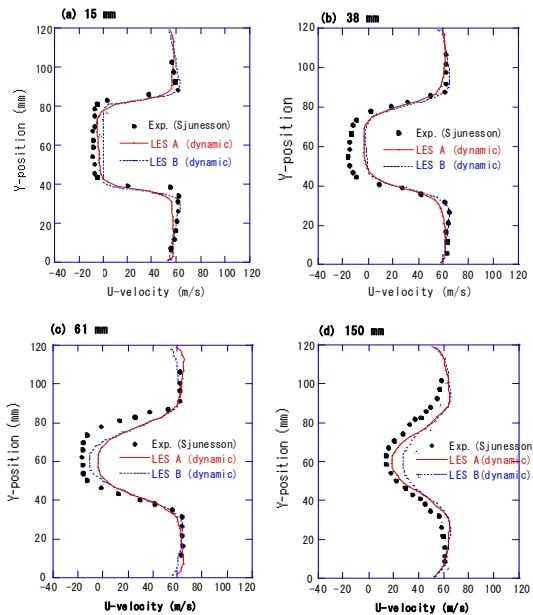 (a) 15 mm
120
100
80
60
40
20
0
Y-position (mm)
Exp. (Sjunesson)
LES A (dynamic)
LES B (dynamic)
-40 -20 0 20 40 60 80 100 120
U-velocity (m/s)
(b) 38 mm
120
100
80
60
40
20
0
Y-position
Exp. (Sjunesson)
LES A (dynamic)
LES B (dynamic)
-40 -20 0 20 40 60 80 100 120
U-velocity (m/s)
(c) 61 mm
120
100
80
60
40
20
0
Y-position (mm)
Exp. (Sjunesson)
LES A (dynamic)
LES B (dynamic)
-40 -20 0 20 40 60 80 100 120
U-velocity (m/s)
(d) 150 mm
120
100
80
60
40
20
0
Y-position (mm)
Exp. (Sjunesson)
LES A(dynamic)
LES B (dynamic)
-40 -20 0 20 40 60 80 100 120
U-velocity (m/s)